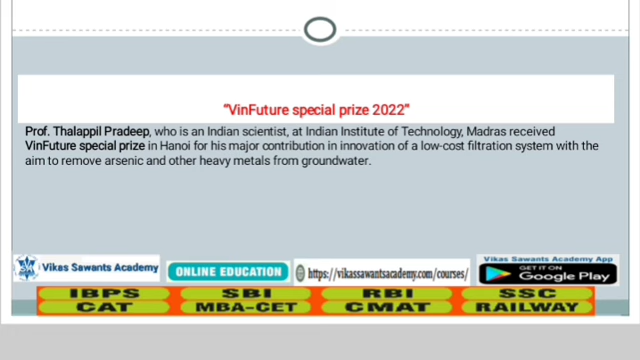 “VinFuture special prize 2022”
Prof. Thalappil Pradeep, who is an Indian scientist, at Indian Institute of Technology, Madras received
VinFuture special prize in Hanoi for his major contribution in innovation of a low-cost filtration system with the
aim to remove arsenic and other heavy metals from groundwater.
Vikas Sawants Academy
ONLINE EDUCATION
https://vikassawantsacademy.com/courses/
Vikas Sawants Academy App
GET IT ON
Google Play
IBPS SBI RBI SSC
CAT MBA-CET CMAT RAILWAY